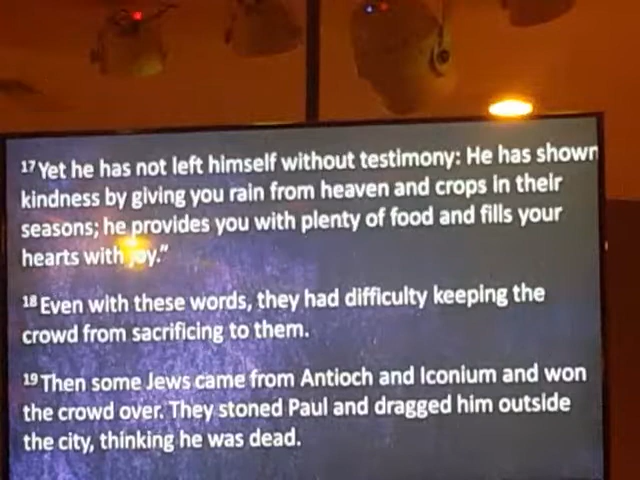 17 Yet he has not left himself without testimony: He has shown
kindness by giving you rain from heaven and crops in their
seasons; he provides you with plenty of food and fills your
hearts with joy.”
18 Even with these words, they had difficulty keeping the
crowd from sacrificing to them.
19 Then some Jews came from Antioch and Iconium and won
the crowd over. They stoned Paul and dragged him outside
the city, thinking he was dead.